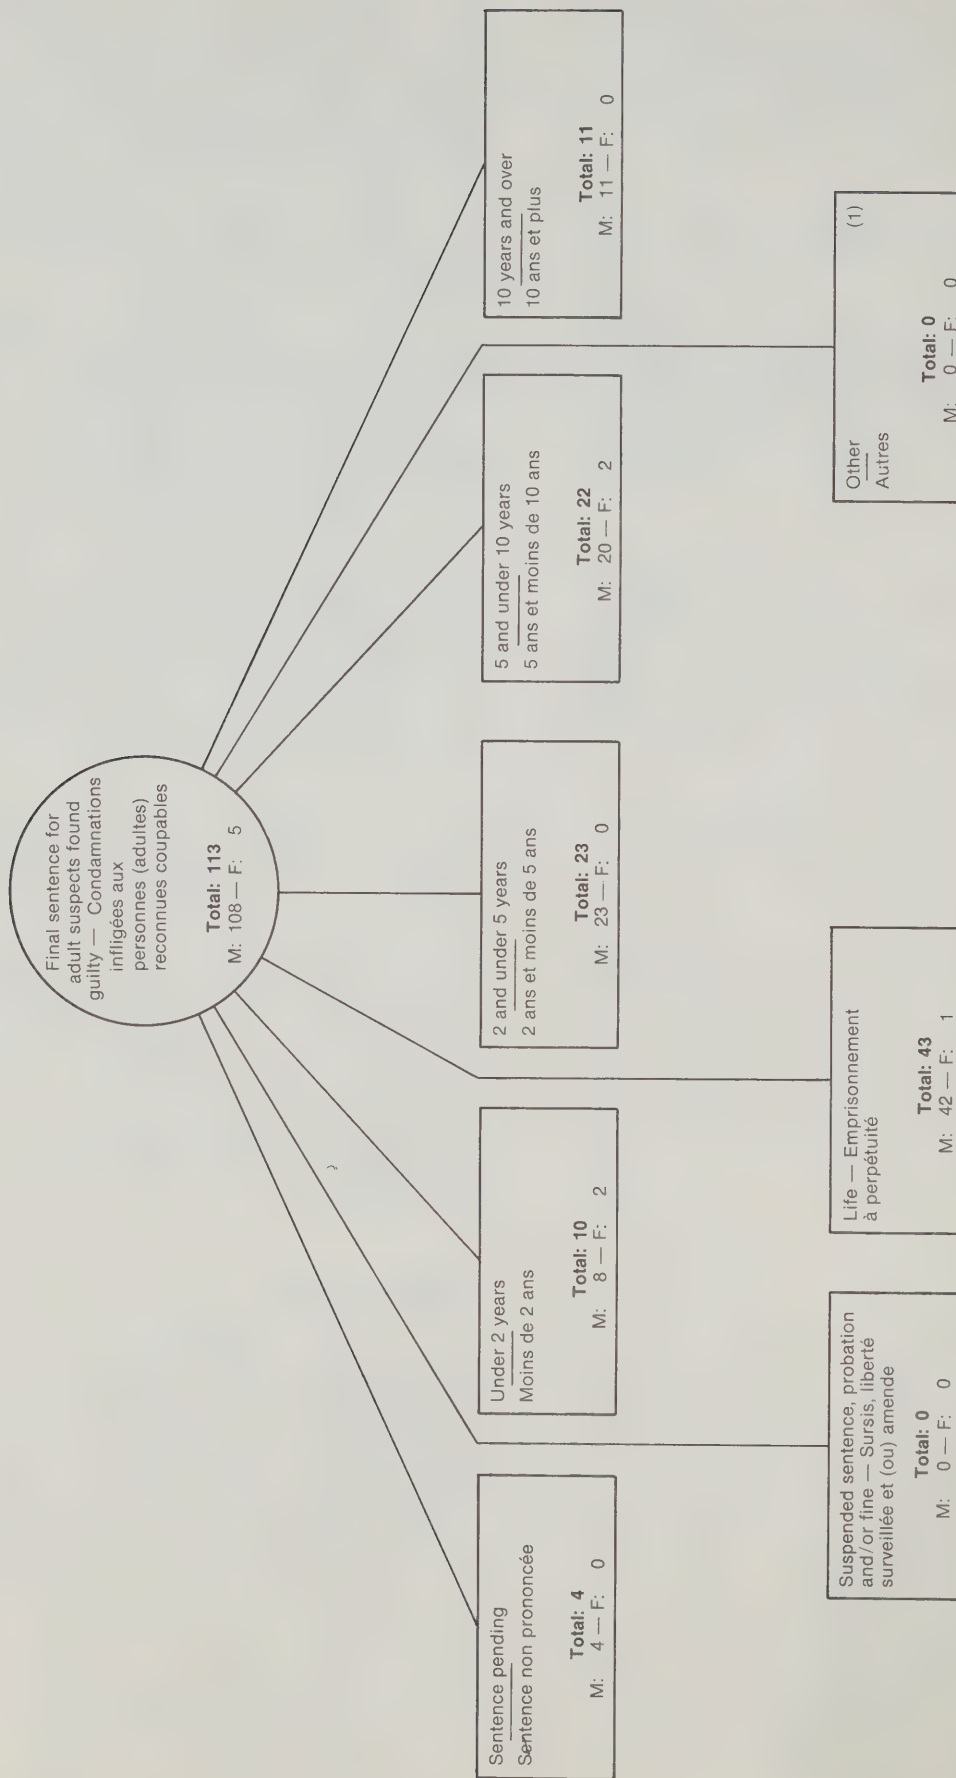 Final sentence for
adult suspects found
guilty — Condamnations
infligées aux
personnes (adultes)
reconnues coupables
Total: 113
M: 108 — F: 5
Sentence pending
Sentence non prononcée
Total: 4
M: 4 — F: 0
Under 2 years
Moins de 2 ans
Total: 10
M: 8 — F: 2
2 and under 5 years
2 ans et moins de 5 ans
Total: 23
M: 23 — F: 0
5 and under 10 years
5 ans et moins de 10 ans
Total: 22
M: 20 — F: 2
10 years and over
10 ans et plus
Total: 11
M: 11 — F: 0
Suspended sentence, probation
and/or fine — Sursis, liberté
surveillée et (ou) amende
Total: 0
M: 0 — F: 0
Life — Emprisonnement
à perpétuité
Total: 43
M: 42 — F: 1
Other (1)
Autres
Total: 0
M: 0 — F: 0